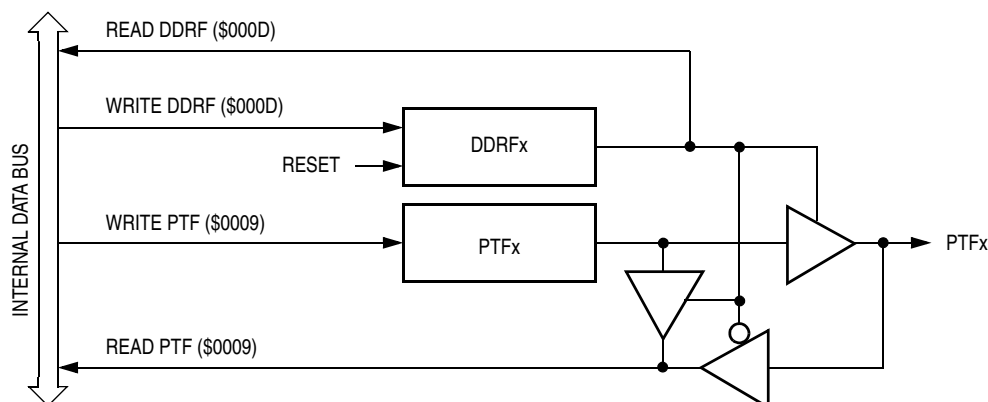 READ DDRF ($000D)
WRITE DDRF ($000D)
DDRFx
RESET
WRITE PTF ($0009)
PTFx
PTFx
READ PTF ($0009)
INTERNAL DATA BUS